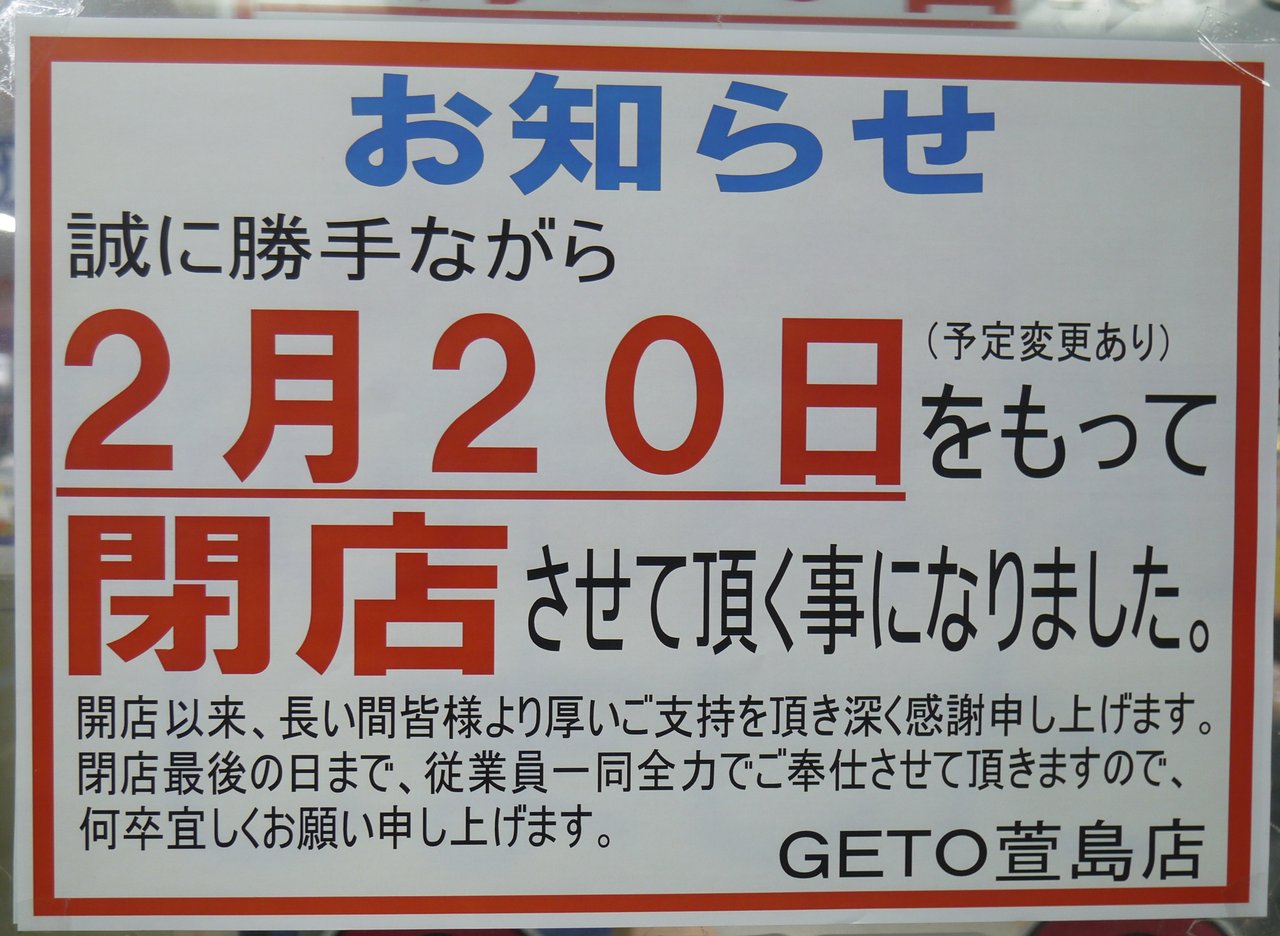 お知らせ
誠に勝手ながら
２月２０日(予定変更あり)をもって
閉店させて頂く事になりました。
開店以来、長い間皆様より厚いご支持を頂き深く感謝申し上げます。
閉店最後の日まで、従業員一同全力でご奉仕させて頂きますので、
何卒宜しくお願い申し上げます。
GETO萱島店